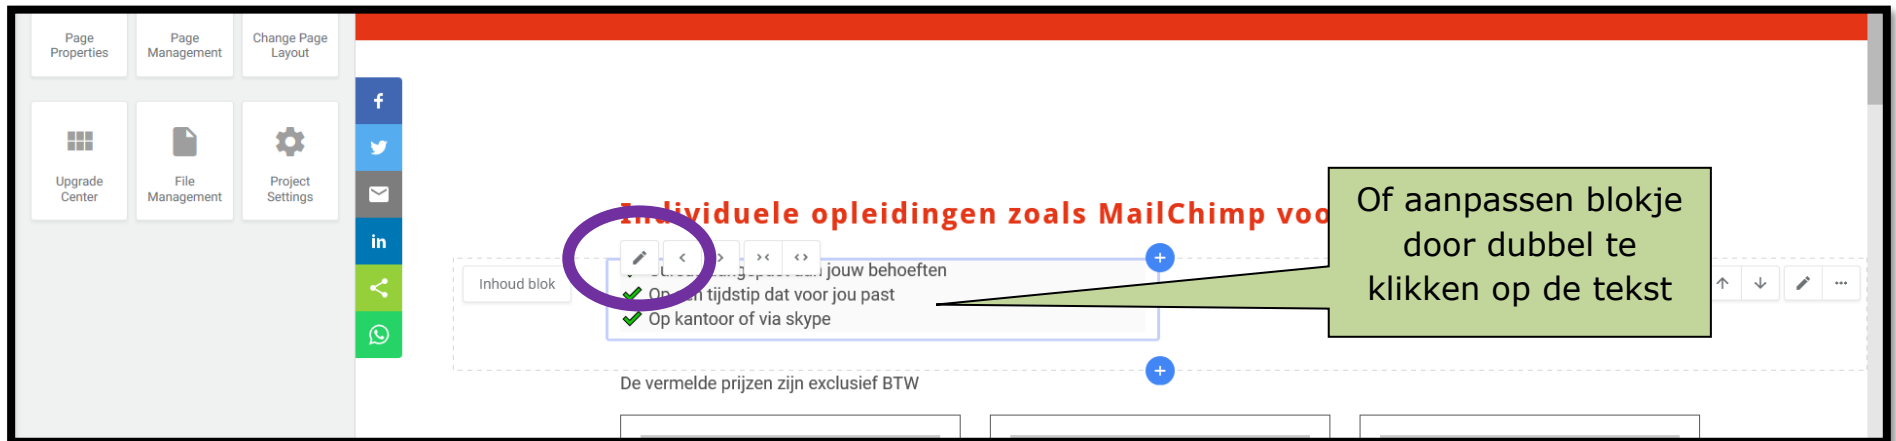 Page
Properties
Page
Management
Change Page
Layout
Upgrade
Center
File
Management
Project
Settings
f
in
Individuele opleidingen zoals MailChimp voo
Of aanpassen blokje
door dubbel te
klikken op de tekst
Inhoud blok
jouw behoeften
Op een tijdstip dat voor jou past
Op kantoor of via skype
De vermelde prijzen zijn exclusief BTW